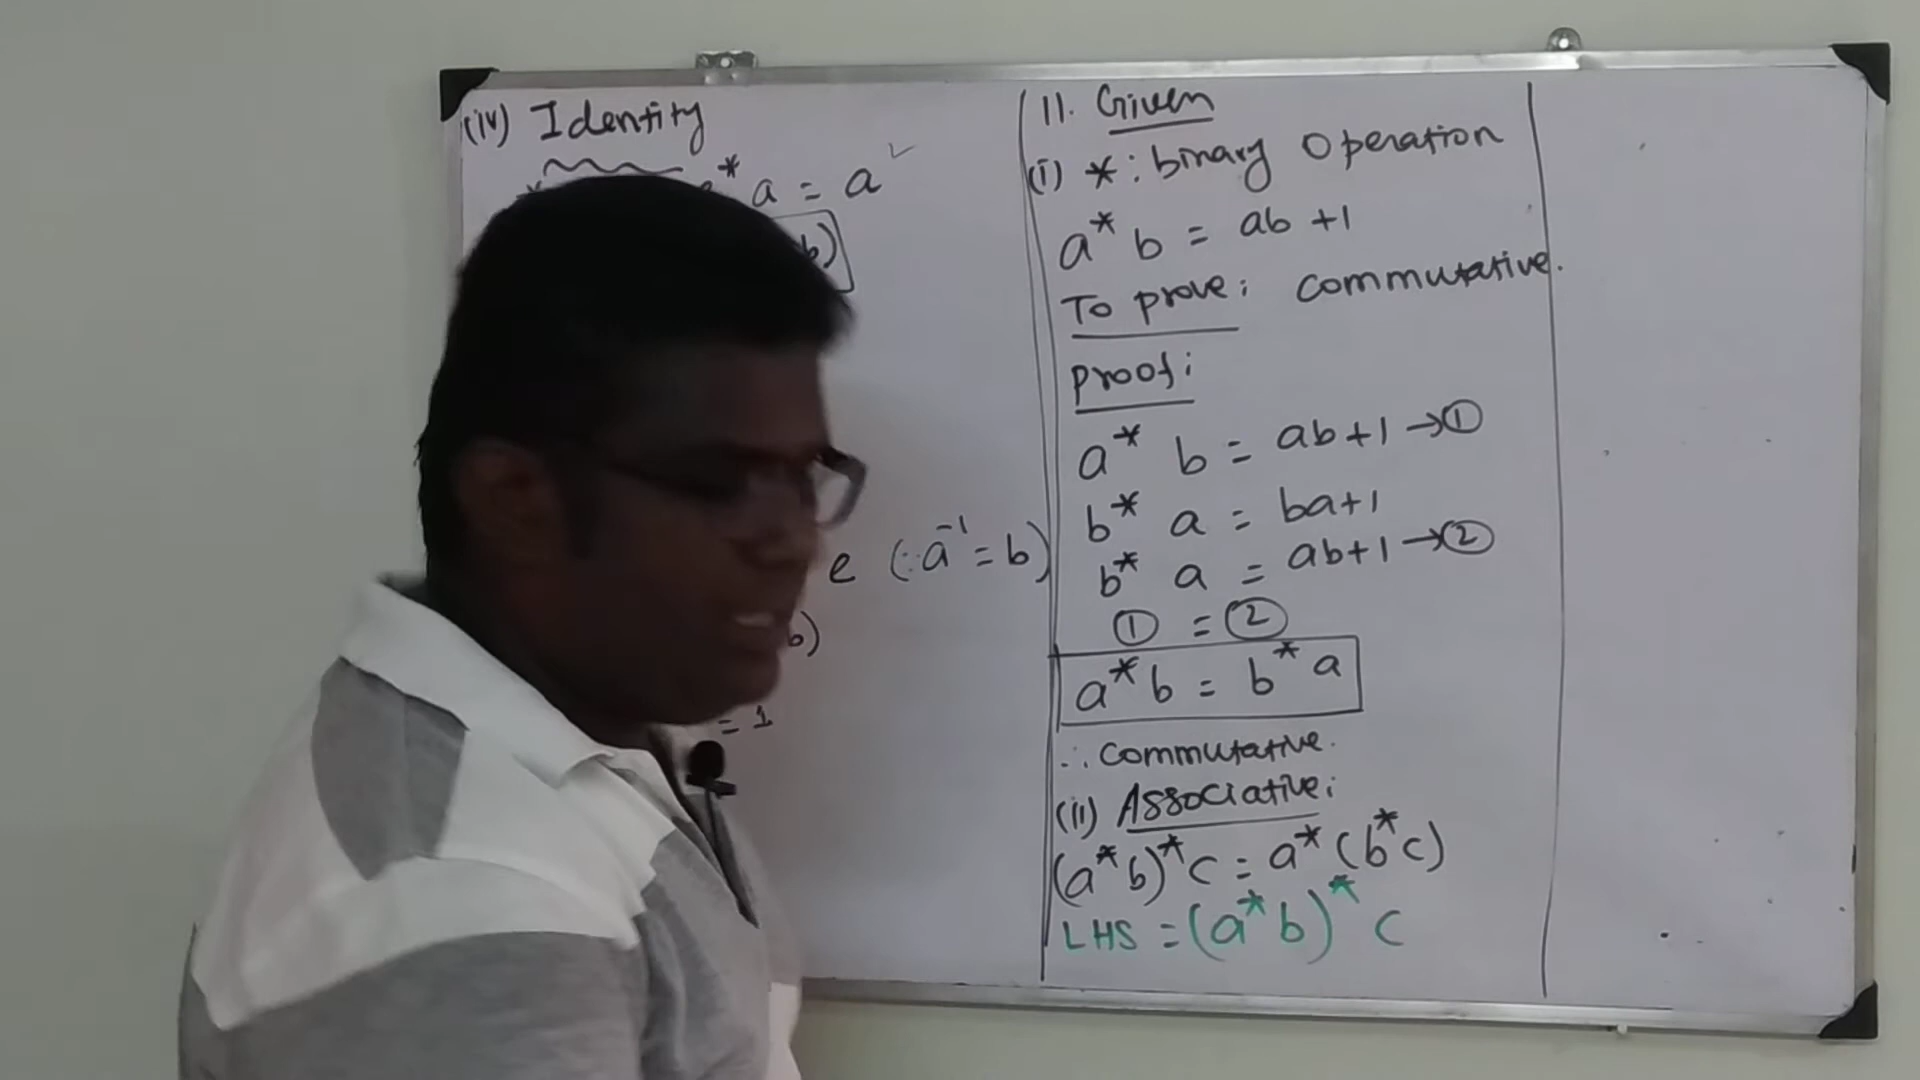 (iv) Identity
* a = a
b)
e (∵ a⁻¹ = b)
b)
= 1
11. Given
(i) * : binary Operation
a * b = ab + 1
To prove: commutative.
Proof:
a * b = ab + 1 → ①
b * a = ba + 1
b * a = ab + 1 → ②
① = ②
a * b = b * a
∴ Commutative.
(ii) Associative:
(a * b) * c = a * (b * c)
LHS = (a * b) * c